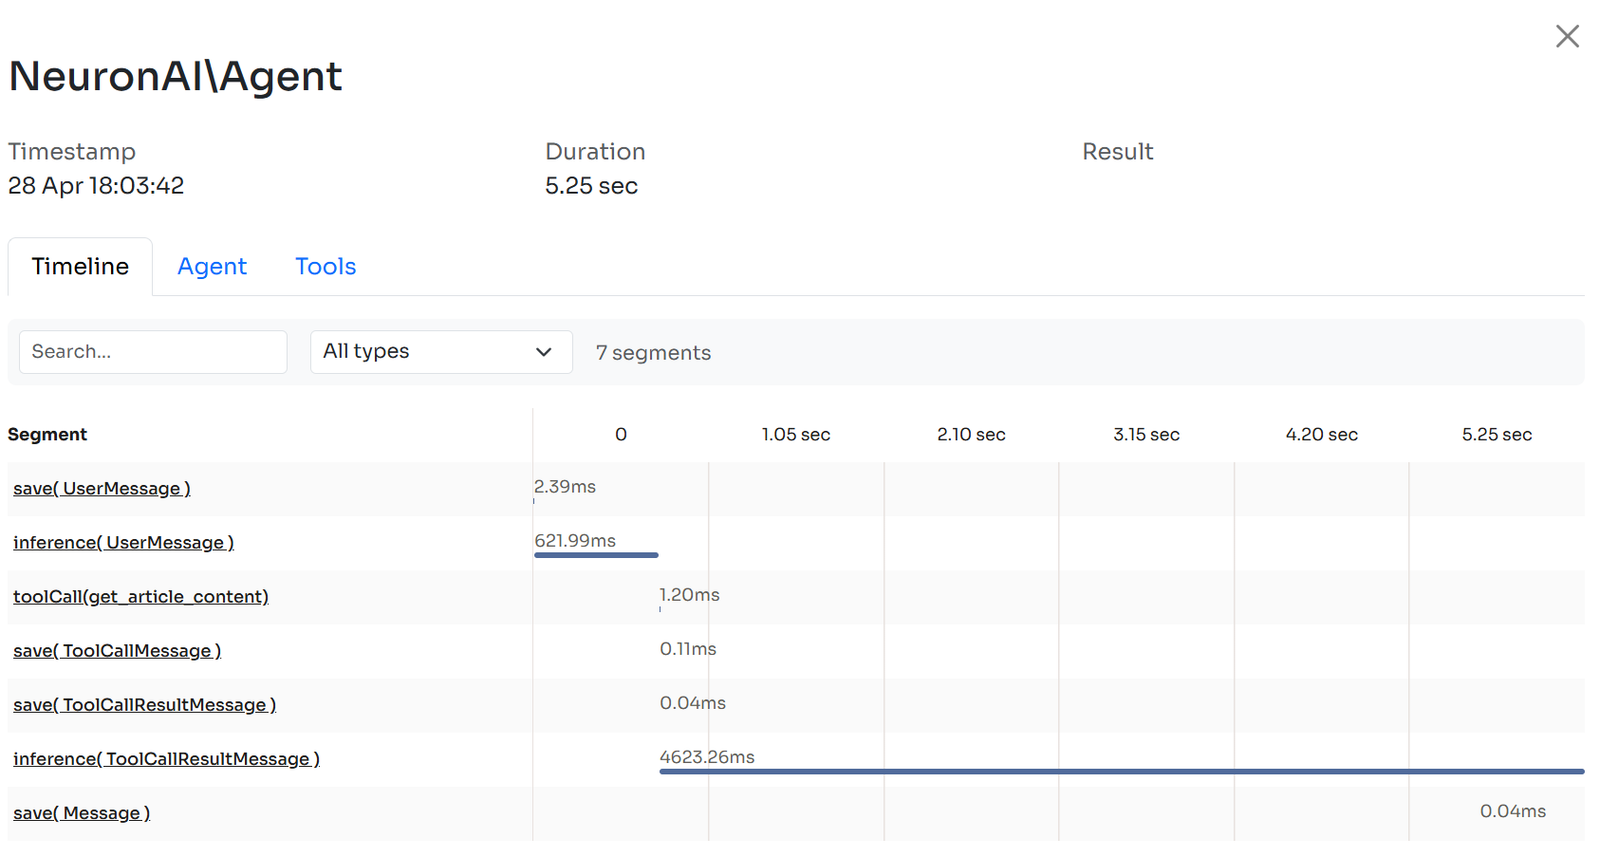 NeuronAI\Agent
Timestamp Duration Result
28 Apr 18:03:42 5.25 sec
Timeline Agent Tools
Search... All types 7 segments
Segment 0 1.05 sec 2.10 sec 3.15 sec 4.20 sec 5.25 sec
save( UserMessage ) 2.39ms
inference( UserMessage ) 621.99ms
toolCall(get_article_content) 1.20ms
save( ToolCallMessage ) 0.11ms
save( ToolCallResultMessage ) 0.04ms
inference( ToolCallResultMessage ) 4623.26ms
save( Message ) 0.04ms